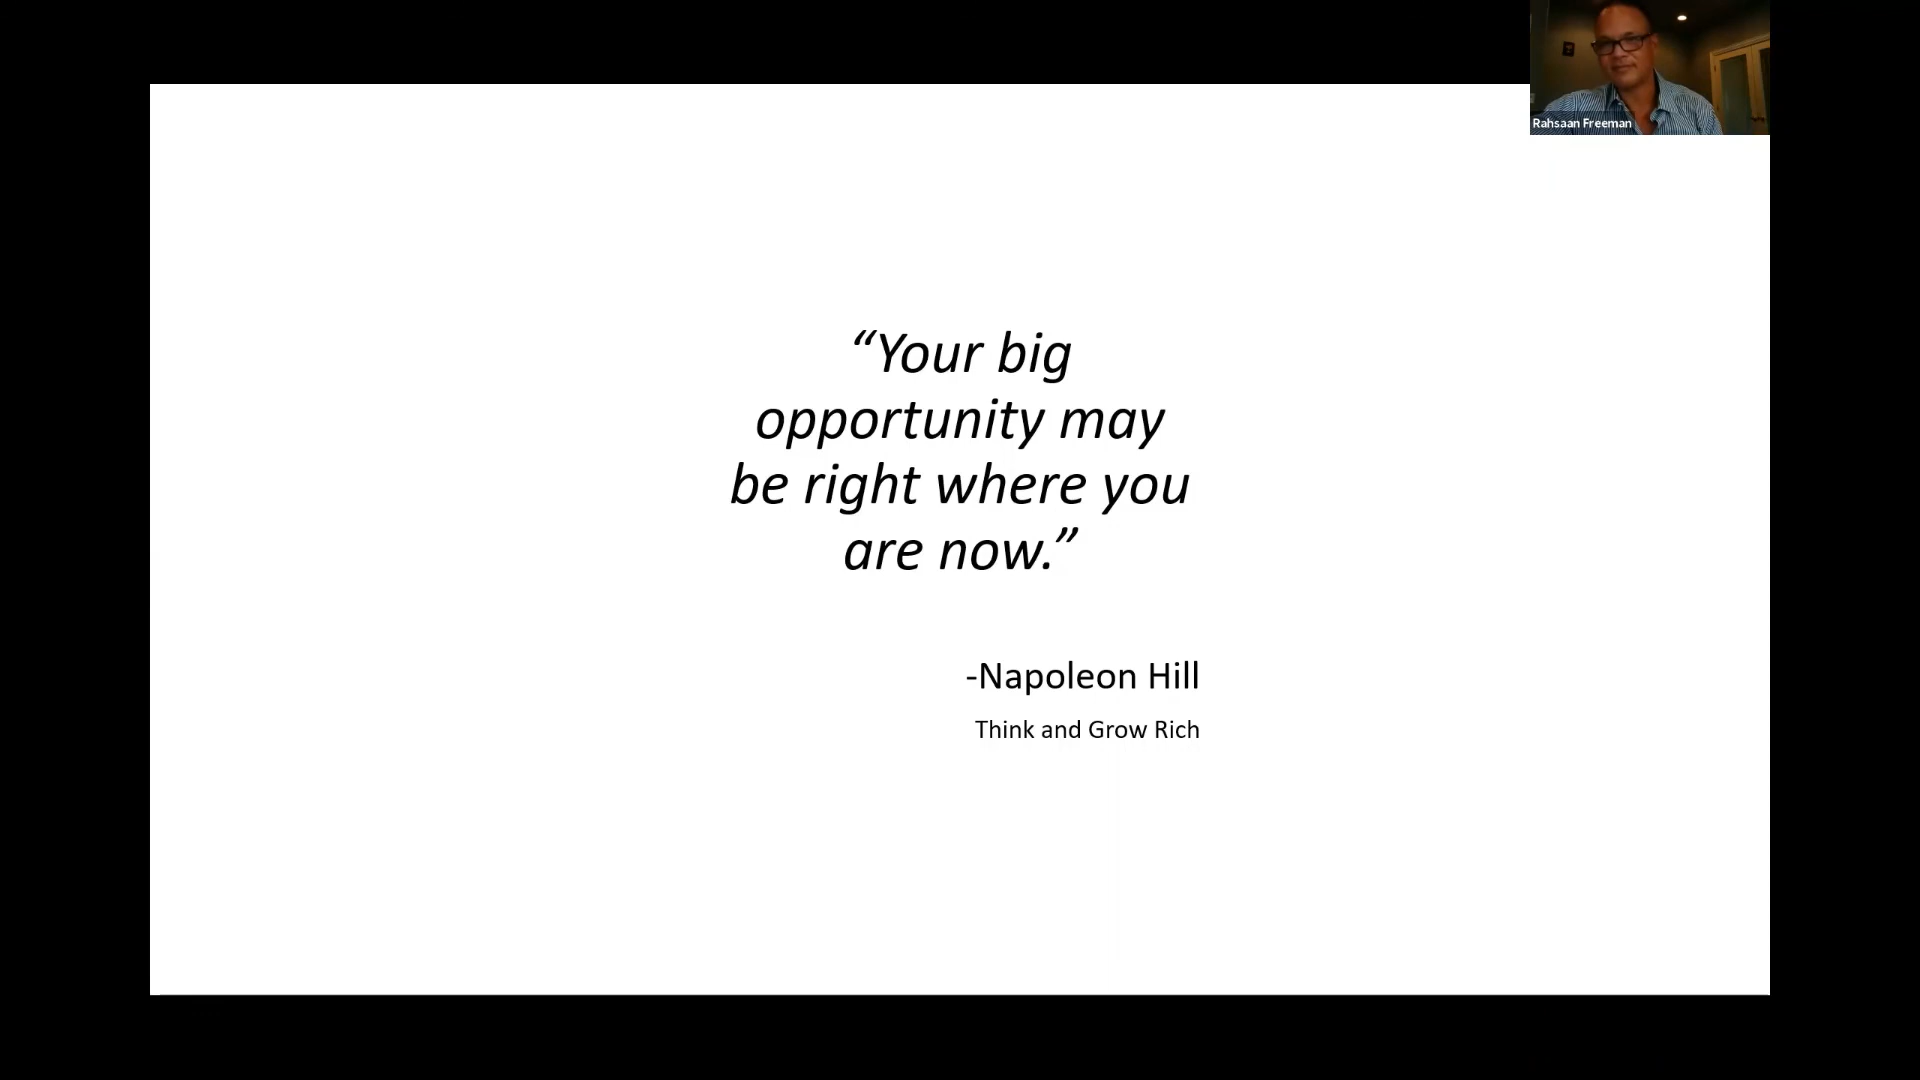 Rahsaan Freeman
“Your big
opportunity may
be right where you
are now.”
-Napoleon Hill
Think and Grow Rich